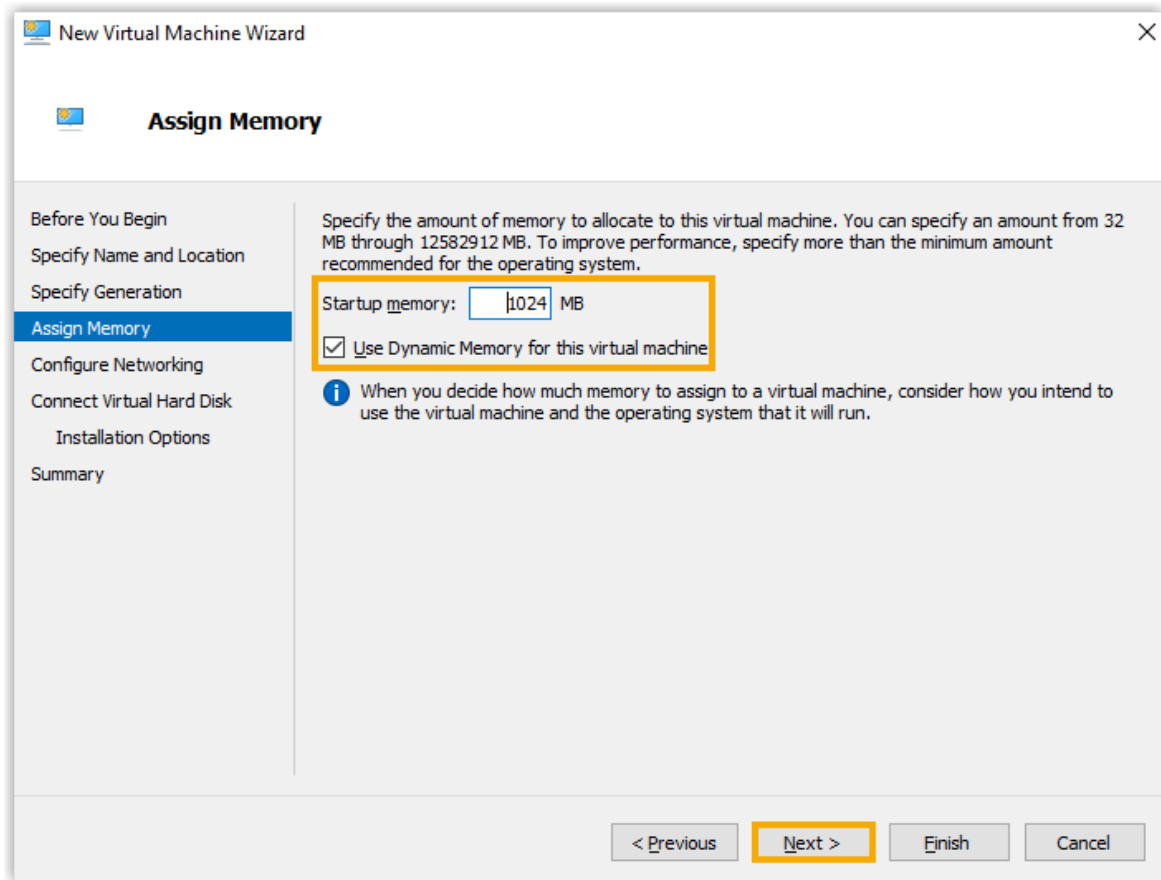 New Virtual Machine Wizard
Assign Memory
Before You Begin
Specify Name and Location
Specify Generation
Assign Memory
Configure Networking
Connect Virtual Hard Disk
Installation Options
Summary
Specify the amount of memory to allocate to this virtual machine. You can specify an amount from 32
MB through 12582912 MB. To improve performance, specify more than the minimum amount
recommended for the operating system.
Startup memory: 1024 MB
Use Dynamic Memory for this virtual machine
When you decide how much memory to assign to a virtual machine, consider how you intend to
use the virtual machine and the operating system that it will run.
< Previous Next > Finish Cancel